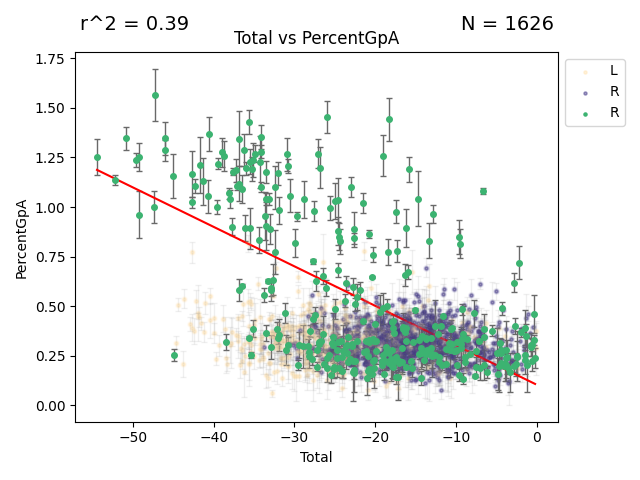 r^2 = 0.39
N = 1626
Total vs PercentGpA
1.75
1.50
1.25
1.00
0.75
0.50
0.25
0.00
PercentGpA
−50
−40
−30
−20
−10
0
Total
L
R
R